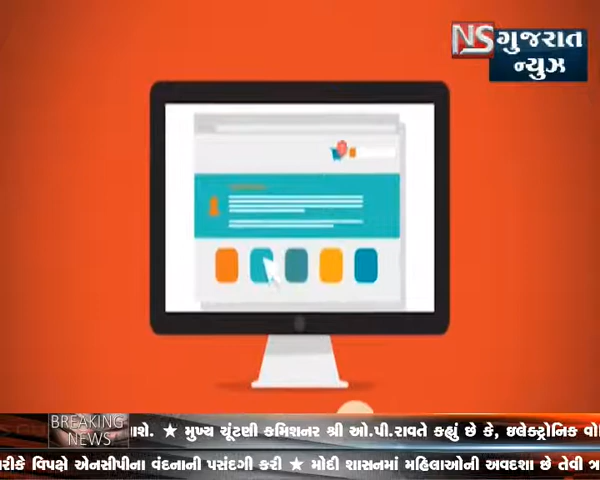 NS ગુજરાત
ન્યુઝ
BREAKING
NEWS
ાશે. ★ મુખ્ય ચૂંટણી કમિશનર શ્રી ઓ.પી.રાવતે કહ્યું છે કે, ઇલેક્ટ્રોનિક વો
ારીકે વિપક્ષે એનસીપીના વંદનાની પસંદગી કરી ★ મોદી શાસનમાં મહિલાઓની અવદશા છે તેવી ત્ર